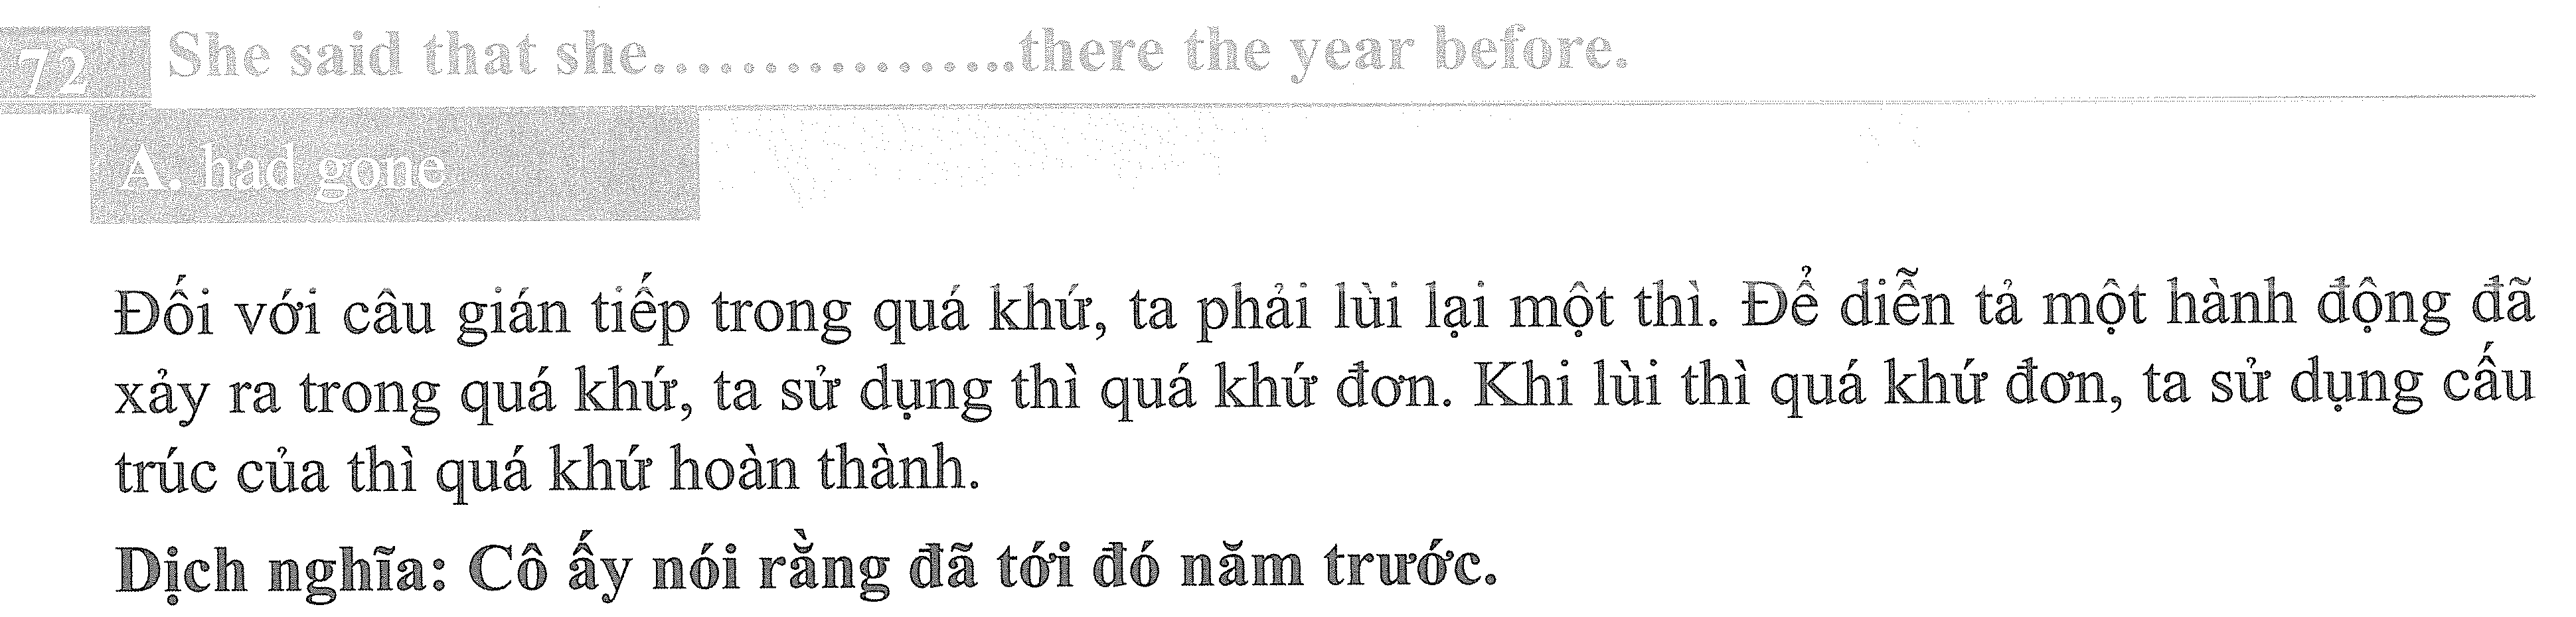 72 She said that she.................there the year before.
A. had gone
Đối với câu gián tiếp trong quá khứ, ta phải lùi lại một thì. Để diễn tả một hành động đã
xảy ra trong quá khứ, ta sử dụng thì quá khứ đơn. Khi lùi thì quá khứ đơn, ta sử dụng cấu
trúc của thì quá khứ hoàn thành.
Dịch nghĩa: Cô ấy nói rằng đã tới đó năm trước.